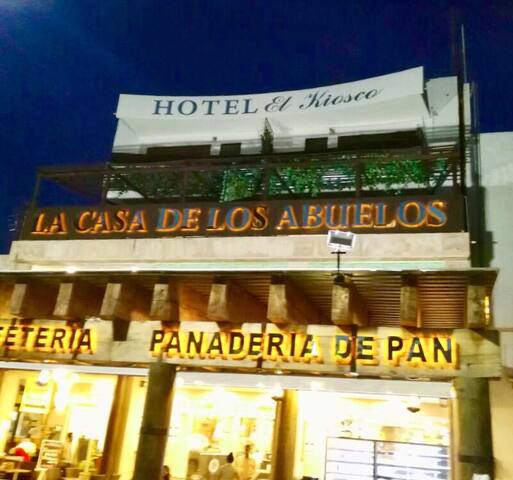 HOTEL El Kiosco
LA CASA DE LOS ABUELOS
FETERIA PANADERIA DE PAN